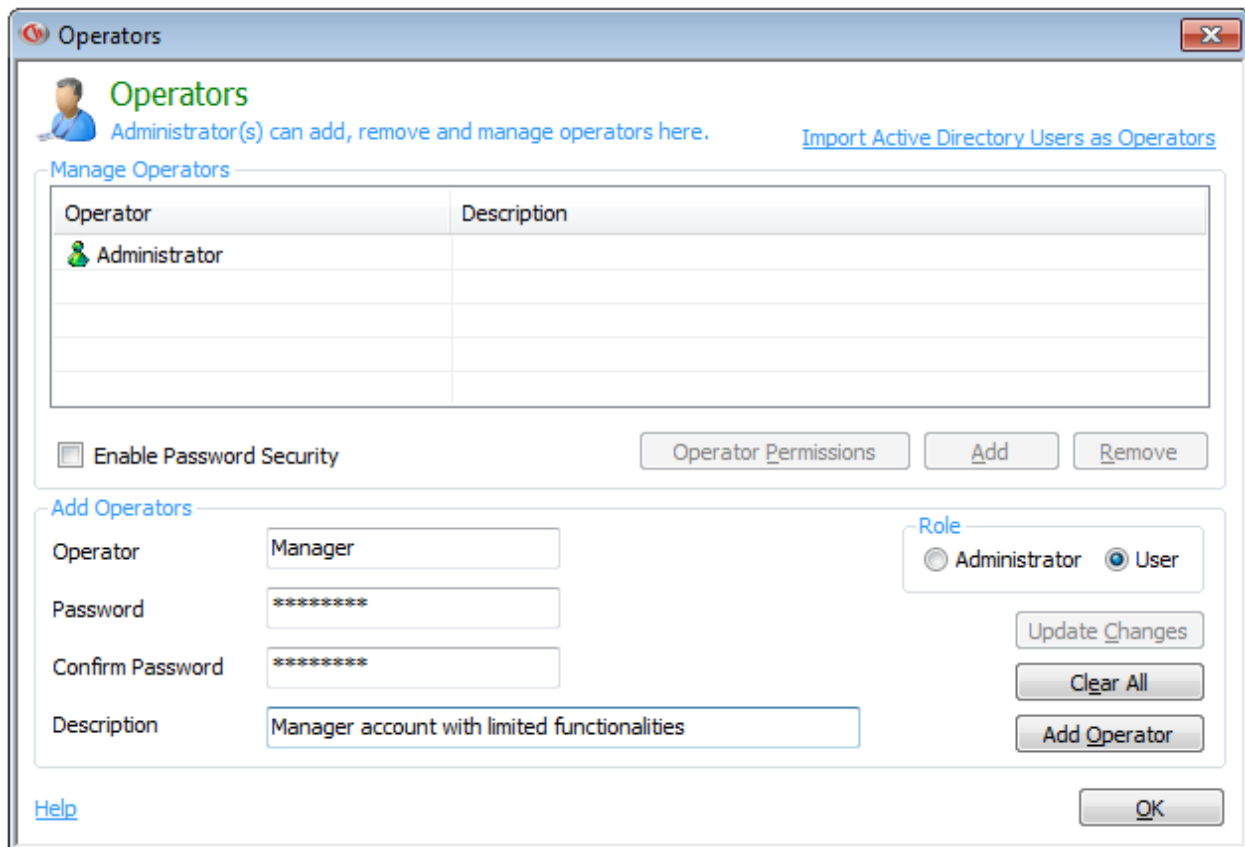 Operators
Operators
Administrator(s) can add, remove and manage operators here.
Import Active Directory Users as Operators
Manage Operators
Operator Description
Administrator
Enable Password Security Operator Permissions Add Remove
Add Operators
Operator Manager
Role
Administrator User
Password ********
Update Changes
Confirm Password ********
Clear All
Description Manager account with limited functionalities
Add Operator
Help OK